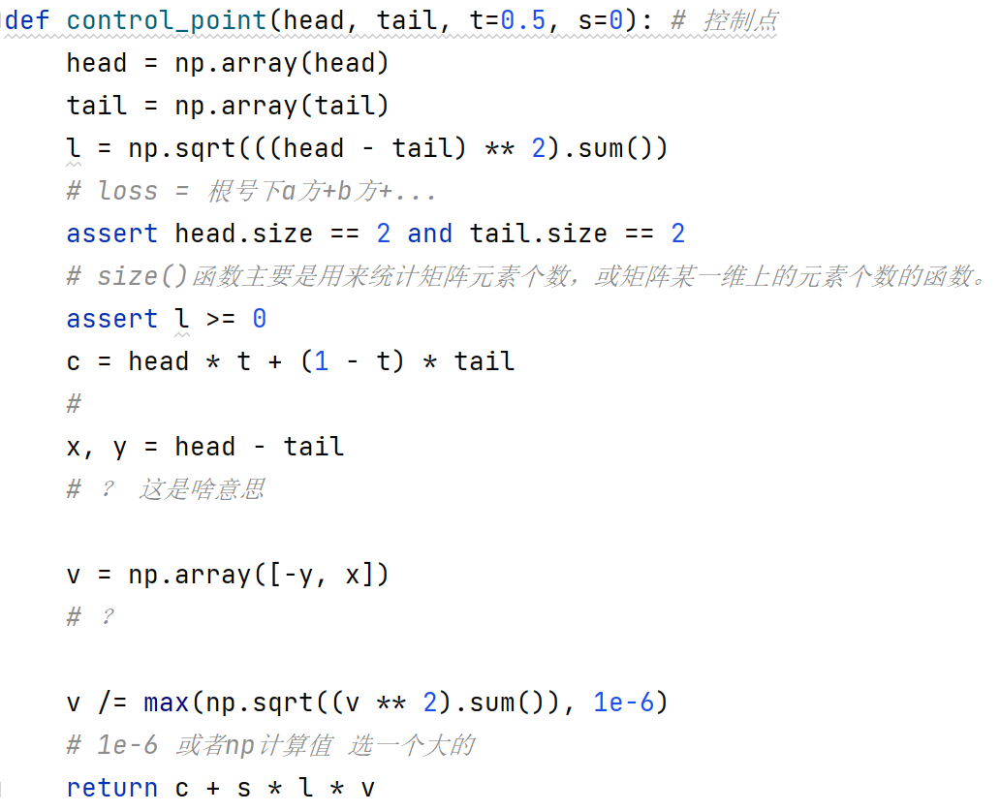 def control_point(head, tail, t=0.5, s=0): # 控制点
head = np.array(head)
tail = np.array(tail)
l = np.sqrt(((head - tail) ** 2).sum())
# loss = 根号下a方+b方+...
assert head.size == 2 and tail.size == 2
# size()函数主要是用来统计矩阵元素个数，或矩阵某一维上的元素个数的函数。
assert l >= 0
c = head * t + (1 - t) * tail
#
x, y = head - tail
# ？ 这是啥意思
v = np.array([-y, x])
# ？
v /= max(np.sqrt((v ** 2).sum()), 1e-6)
# 1e-6 或者np计算值 选一个大的
return c + s * l * v